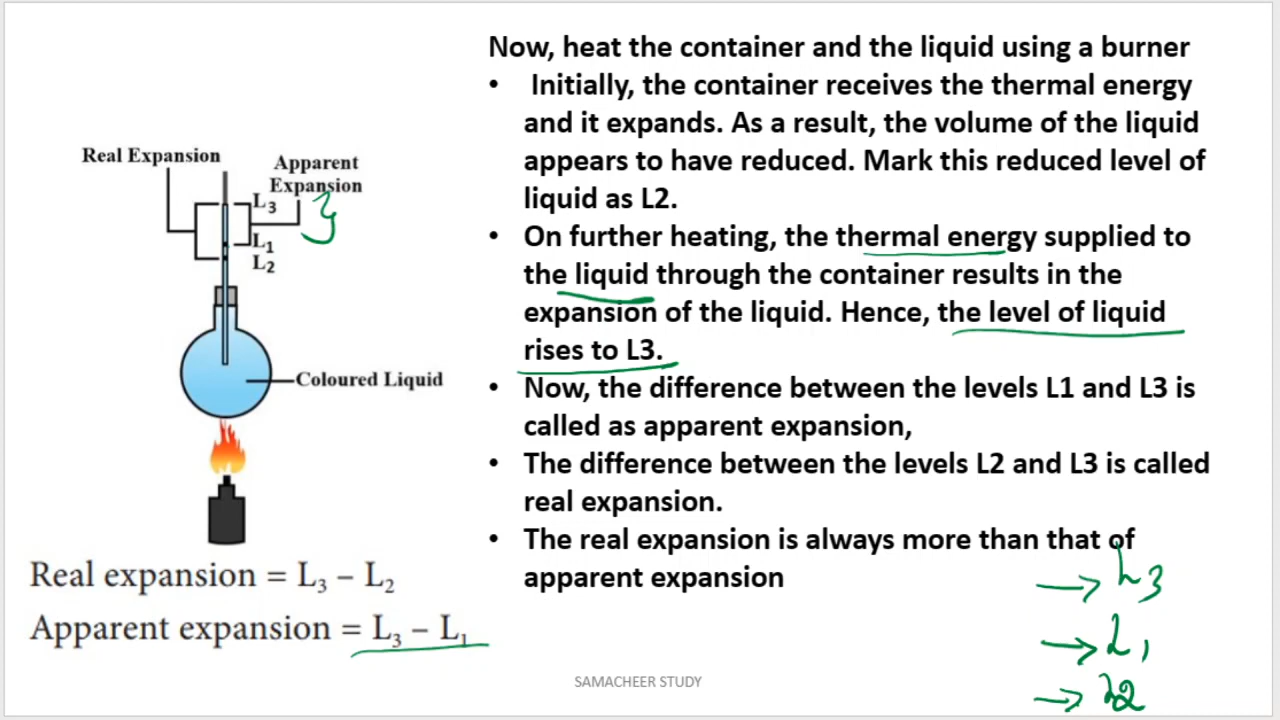 Now, heat the container and the liquid using a burner
• Initially, the container receives the thermal energy
and it expands. As a result, the volume of the liquid
appears to have reduced. Mark this reduced level of
liquid as L2.
• On further heating, the thermal energy supplied to
the liquid through the container results in the
expansion of the liquid. Hence, the level of liquid
rises to L3.
• Now, the difference between the levels L1 and L3 is
called as apparent expansion,
• The difference between the levels L2 and L3 is called
real expansion.
• The real expansion is always more than that of
apparent expansion
Real Expansion
Apparent
Expansion
L₃
L₁
L₂
Coloured Liquid
Real expansion = L₃ – L₂
Apparent expansion = L₃ – L₁
→ L3
→ L1
→ L2
SAMACHEER STUDY